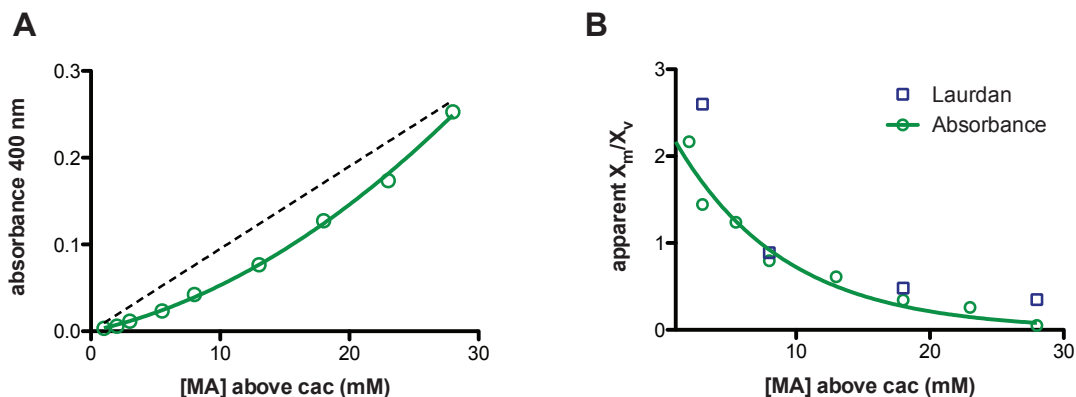 A
absorbance 400 nm
0.3
0.2
0.1
0.0
0
10
20
30
[MA] above cac (mM)
B
apparent Xm/Xv
3
2
1
0
10
20
30
[MA] above cac (mM)
Laurdan
Absorbance